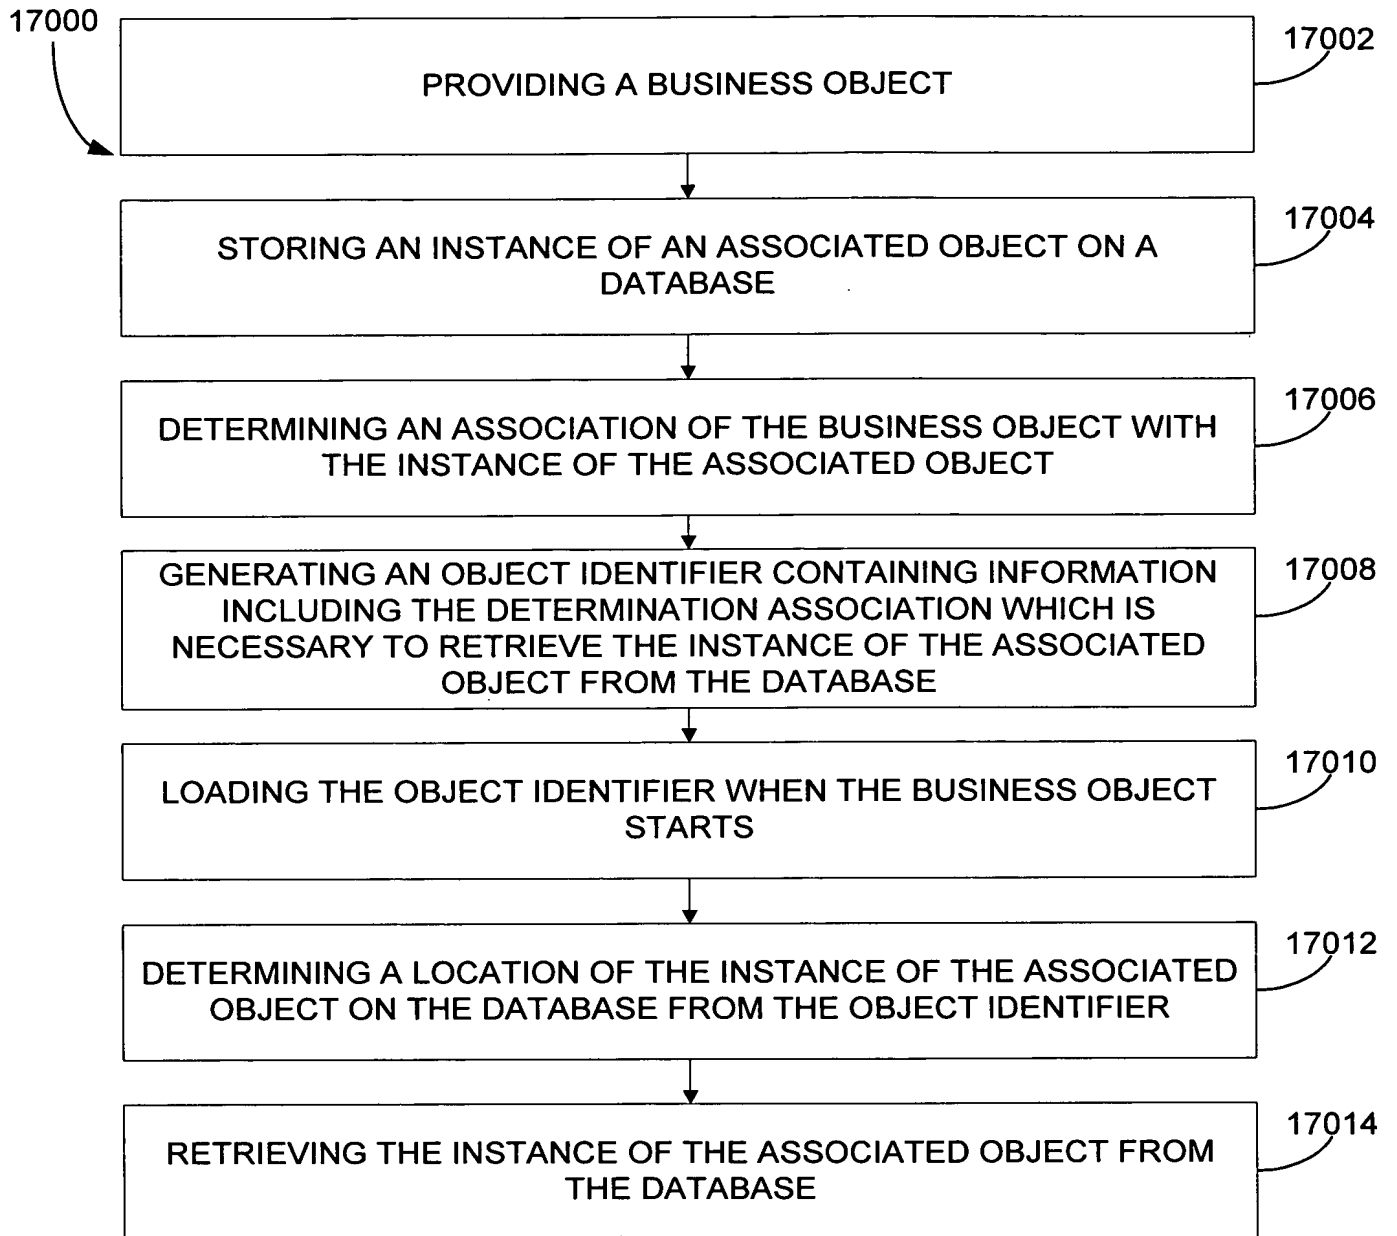 17000
17002
PROVIDING A BUSINESS OBJECT
17004
STORING AN INSTANCE OF AN ASSOCIATED OBJECT ON A
DATABASE
17006
DETERMINING AN ASSOCIATION OF THE BUSINESS OBJECT WITH
THE INSTANCE OF THE ASSOCIATED OBJECT
17008
GENERATING AN OBJECT IDENTIFIER CONTAINING INFORMATION
INCLUDING THE DETERMINATION ASSOCIATION WHICH IS
NECESSARY TO RETRIEVE THE INSTANCE OF THE ASSOCIATED
OBJECT FROM THE DATABASE
17010
LOADING THE OBJECT IDENTIFIER WHEN THE BUSINESS OBJECT
STARTS
17012
DETERMINING A LOCATION OF THE INSTANCE OF THE ASSOCIATED
OBJECT ON THE DATABASE FROM THE OBJECT IDENTIFIER
17014
RETRIEVING THE INSTANCE OF THE ASSOCIATED OBJECT FROM
THE DATABASE